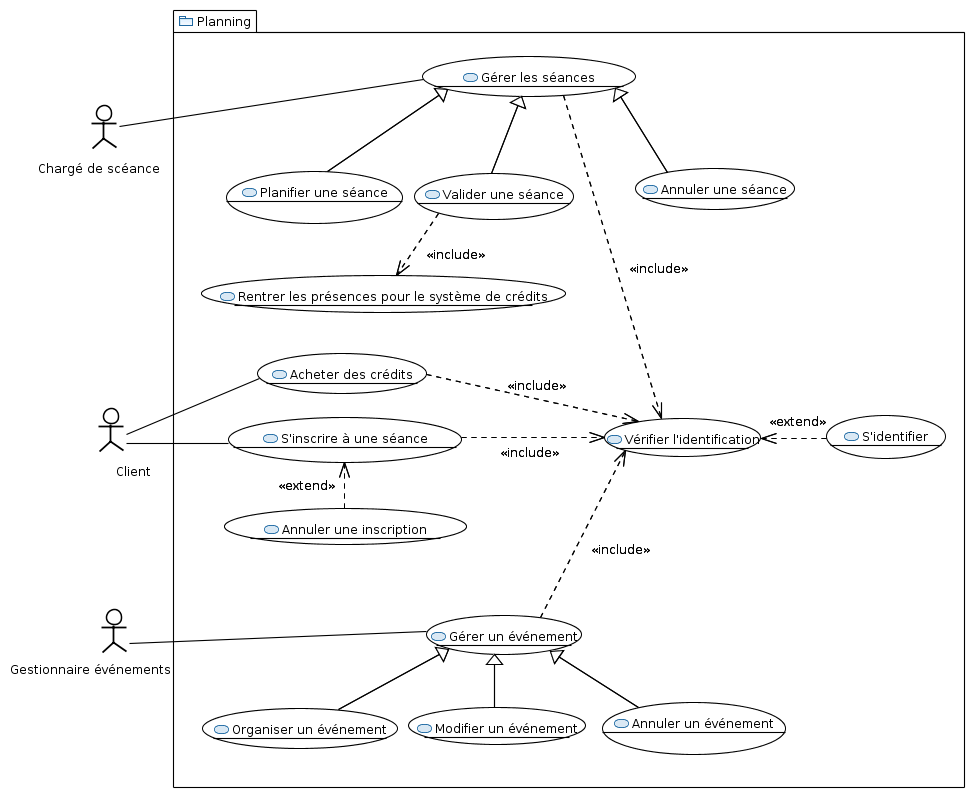 Planning
Gérer les séances
Chargé de scéance
Planifier une séance
Valider une séance
Annuler une séance
«include»
«include»
Rentrer les présences pour le système de crédits
Acheter des crédits
«include»
Client
S'inscrire à une séance
«include»
Vérifier l'identification
«extend»
S'identifier
«extend»
Annuler une inscription
«include»
Gestionnaire événements
Gérer un événement
Organiser un événement
Modifier un événement
Annuler un événement